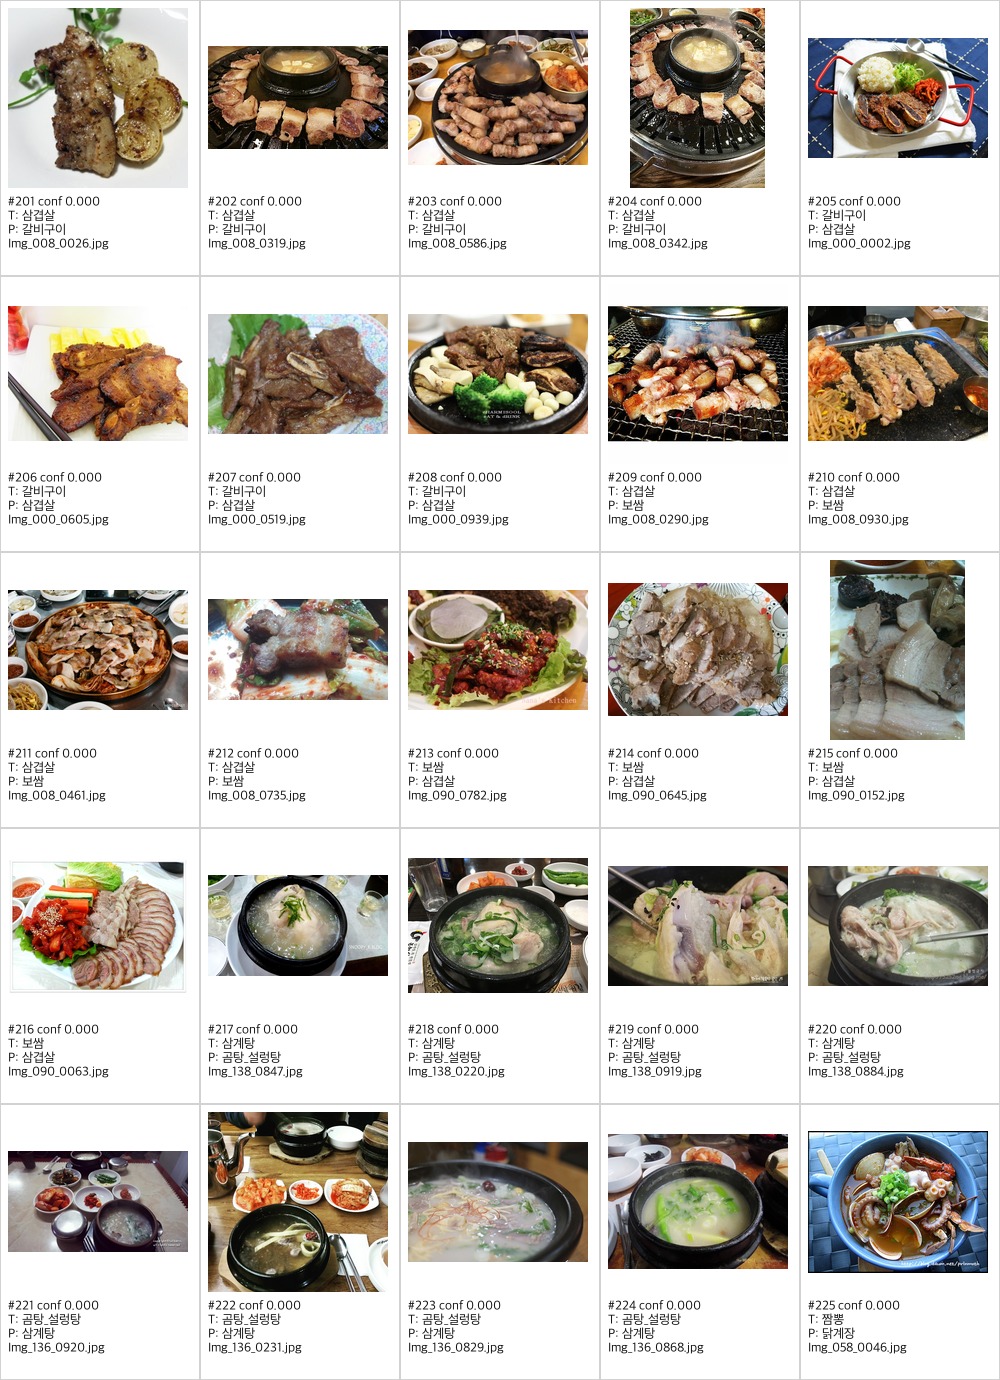 #201 conf 0.000
T: 삼겹살
P: 갈비구이
Img_008_0026.jpg
#202 conf 0.000
T: 삼겹살
P: 갈비구이
Img_008_0319.jpg
#203 conf 0.000
T: 삼겹살
P: 갈비구이
Img_008_0586.jpg
#204 conf 0.000
T: 삼겹살
P: 갈비구이
Img_008_0342.jpg
#205 conf 0.000
T: 갈비구이
P: 삼겹살
Img_000_0002.jpg
#206 conf 0.000
T: 갈비구이
P: 삼겹살
Img_000_0605.jpg
#207 conf 0.000
T: 갈비구이
P: 삼겹살
Img_000_0519.jpg
#208 conf 0.000
T: 갈비구이
P: 삼겹살
Img_000_0939.jpg
#209 conf 0.000
T: 삼겹살
P: 보쌈
Img_008_0290.jpg
#210 conf 0.000
T: 삼겹살
P: 보쌈
Img_008_0930.jpg
#211 conf 0.000
T: 삼겹살
P: 보쌈
Img_008_0461.jpg
#212 conf 0.000
T: 삼겹살
P: 보쌈
Img_008_0735.jpg
kitchen
#213 conf 0.000
T: 보쌈
P: 삼겹살
Img_090_0782.jpg
#214 conf 0.000
T: 보쌈
P: 삼겹살
Img_090_0645.jpg
#215 conf 0.000
T: 보쌈
P: 삼겹살
Img_090_0152.jpg
#216 conf 0.000
T: 보쌈
P: 삼겹살
Img_090_0063.jpg
#217 conf 0.000
T: 삼계탕
P: 곰탕_설렁탕
Img_138_0847.jpg
#218 conf 0.000
T: 삼계탕
P: 곰탕_설렁탕
Img_138_0220.jpg
#219 conf 0.000
T: 삼계탕
P: 곰탕_설렁탕
Img_138_0919.jpg
#220 conf 0.000
T: 삼계탕
P: 곰탕_설렁탕
Img_138_0884.jpg
#221 conf 0.000
T: 곰탕_설렁탕
P: 삼계탕
Img_136_0920.jpg
#222 conf 0.000
T: 곰탕_설렁탕
P: 삼계탕
Img_136_0231.jpg
#223 conf 0.000
T: 곰탕_설렁탕
P: 삼계탕
Img_136_0829.jpg
#224 conf 0.000
T: 곰탕_설렁탕
P: 삼계탕
Img_136_0868.jpg
#225 conf 0.000
T: 짬뽕
P: 닭계장
Img_058_0046.jpg